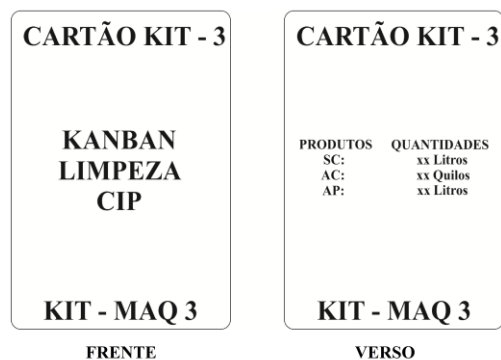 CARTÃO KIT - 3
KANBAN
LIMPEZA
CIP
KIT - MAQ 3
FRENTE
CARTÃO KIT - 3
PRODUTOS QUANTIDADES
SC: xx Litros
AC: xx Quilos
AP: xx Litros
KIT - MAQ 3
VERSO